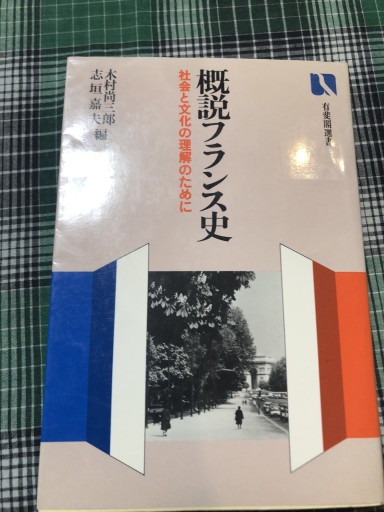 有斐閣選書
概説フランス史
社会と文化の理解のために
木村尚三郎
志垣嘉夫編